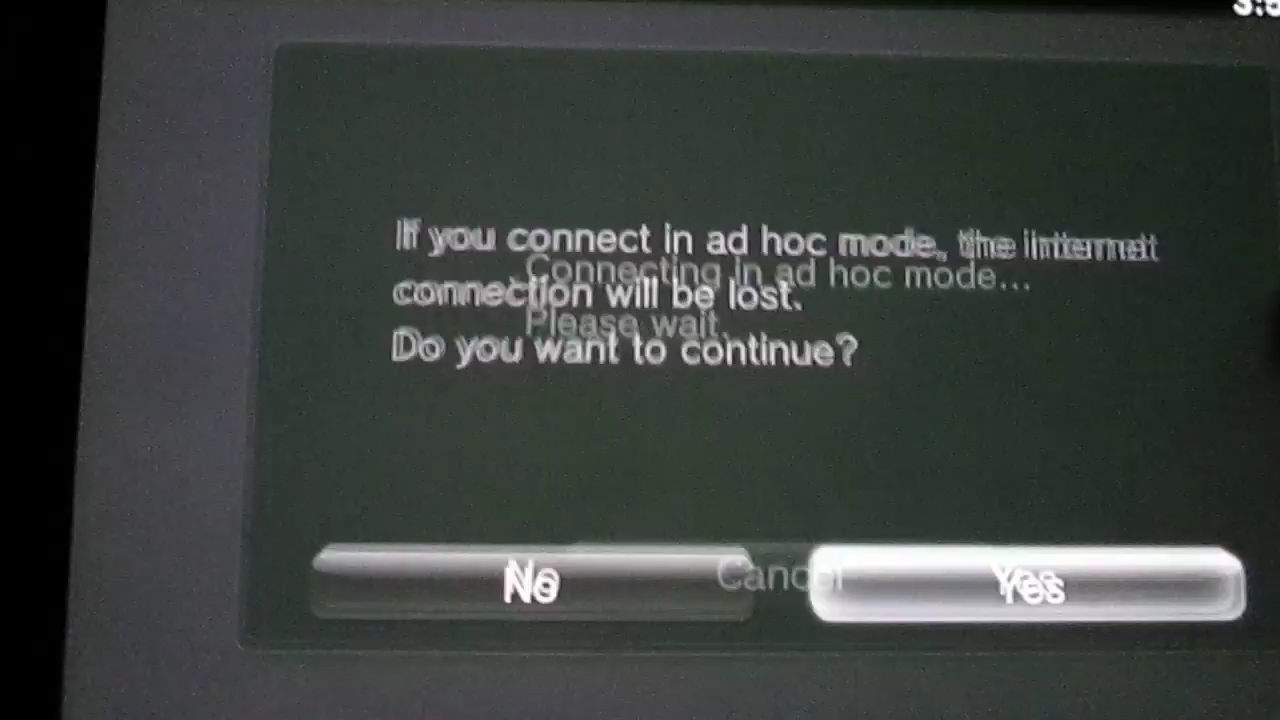 If you connect in ad hoc mode, the internet
Connecting in ad hoc mode...
connection will be lost.
Please wait.
Do you want to continue?
No
Cancel
Yes